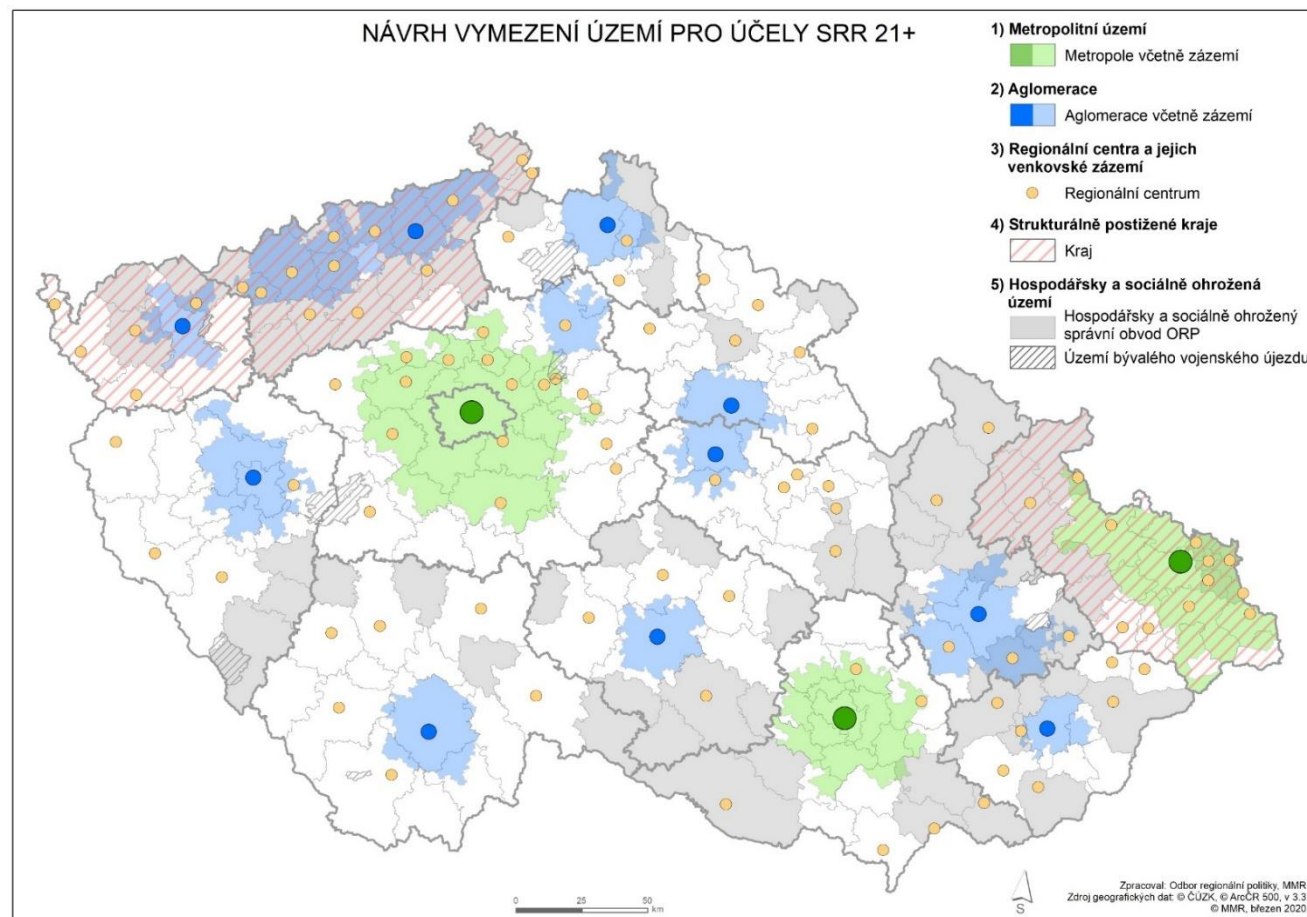 NÁVRH VYMEZENÍ ÚZEMÍ PRO ÚČELY SRR 21+
1) Metropolitní území
Metropole včetně zázemí
2) Aglomerace
Aglomerace včetně zázemí
3) Regionální centra a jejich
venkovské zázemí
Regionální centrum
4) Strukturálně postižené kraje
Kraj
5) Hospodářsky a sociálně ohrožená
území
Hospodářsky a sociálně ohrožený
správní obvod ORP
Území bývalého vojenského újezdu
0 25 50
km
S
Zpracoval: Odbor regionální politiky, MMR
Zdroj geografických dat: © ČÚZK, © ArcČR 500, v 3.3
© MMR, březen 2020